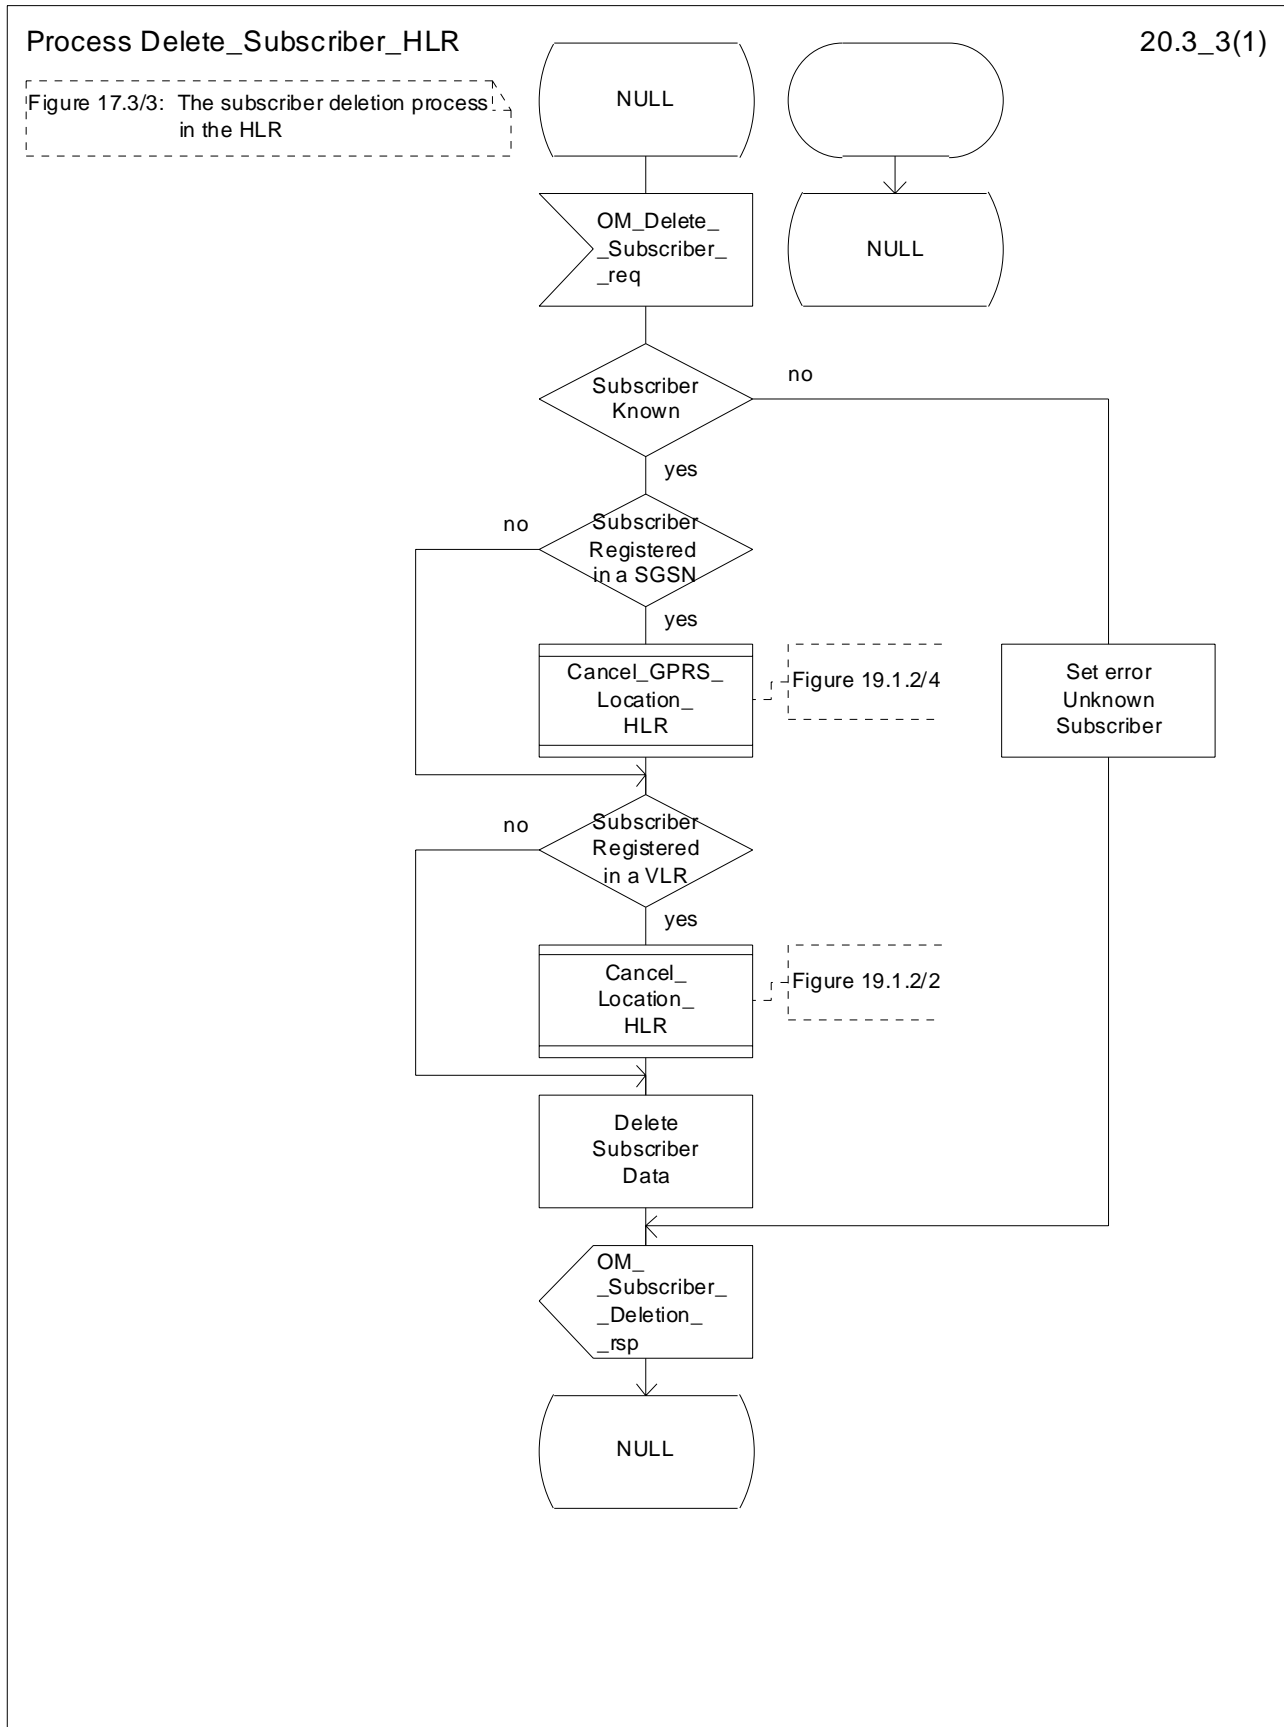 Process Delete_Subscriber_HLR
20.3_3(1)
Figure 17.3/3: The subscriber deletion process
in the HLR
NULL
NULL
OM_Delete_
_Subscriber_
_req
Subscriber
Known
no
yes
Subscriber
Registered
in a SGSN
no
yes
Cancel_GPRS_
Location_
HLR
Figure 19.1.2/4
Set error
Unknown
Subscriber
Subscriber
Registered
in a VLR
no
yes
Cancel_
Location_
HLR
Figure 19.1.2/2
Delete
Subscriber
Data
OM_
_Subscriber_
_Deletion_
_rsp
NULL